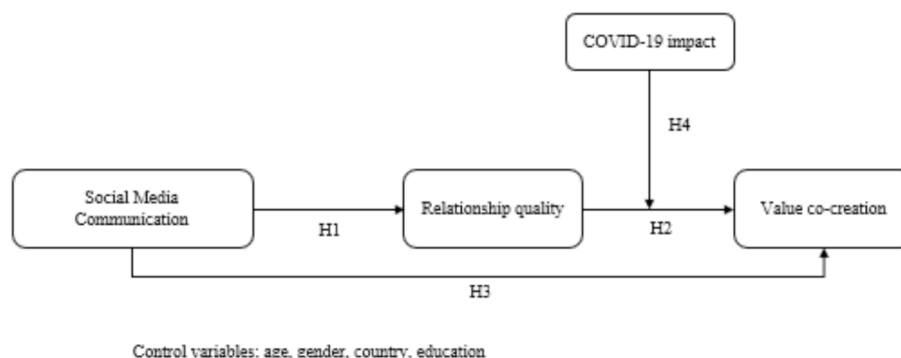 COVID-19 impact
H4
Social Media
Communication
H1
Relationship quality
H2
Value co-creation
H3
Control variables: age, gender, country, education